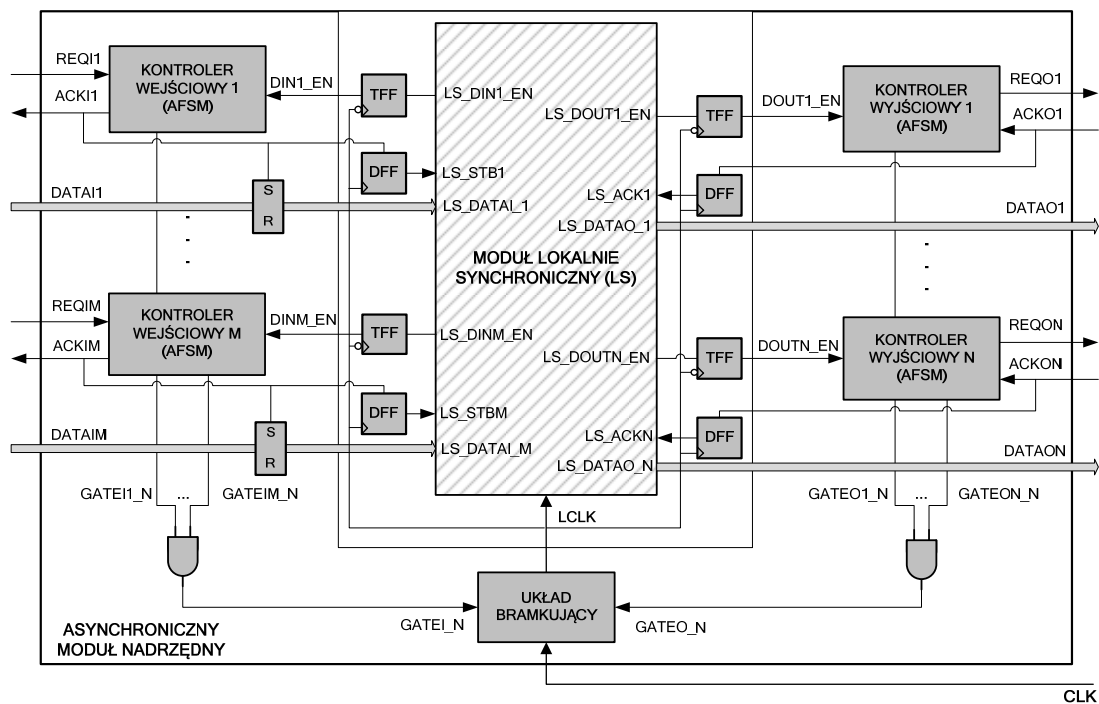 REQI1
ACKI1
KONTROLER
WEJŚCIOWY 1
(AFSM)
DIN1_EN
TFF
LS_DIN1_EN
DFF
LS_STB1
DATAI1
S
R
LS_DATAI_1
LS_DOUT1_EN
TFF
DOUT1_EN
KONTROLER
WYJŚCIOWY 1
(AFSM)
REQO1
ACKO1
LS_ACK1
DFF
LS_DATAO_1
DATAO1
MODUŁ LOKALNIE
SYNCHRONICZNY (LS)
REQIM
ACKIM
KONTROLER
WEJŚCIOWY M
(AFSM)
DINM_EN
TFF
LS_DINM_EN
DFF
LS_STBM
DATAIM
S
R
LS_DATAI_M
LS_DOUTN_EN
TFF
DOUTN_EN
KONTROLER
WYJŚCIOWY N
(AFSM)
REQON
ACKON
LS_ACKN
DFF
LS_DATAO_N
DATAON
GATEI1_N ... GATEIM_N
LCLK
GATEO1_N ... GATEON_N
UKŁAD
BRAMKUJĄCY
GATEI_N
GATEO_N
ASYNCHRONICZNY
MODUŁ NADRZĘDNY
CLK